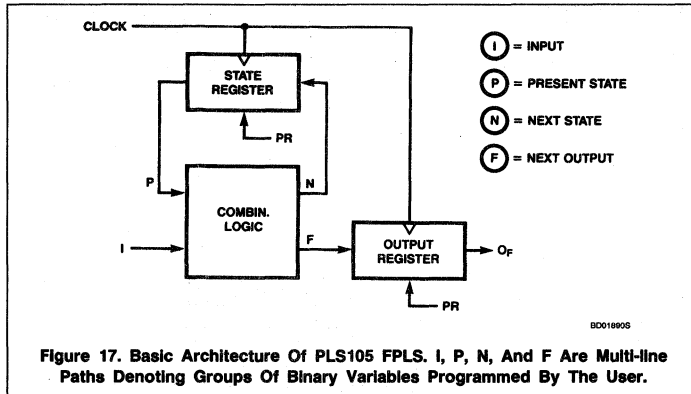 CLOCK
STATE
REGISTER
PR
P
N
COMBIN.
LOGIC
I
F
OUTPUT
REGISTER
OF
PR
I = INPUT
P = PRESENT STATE
N = NEXT STATE
F = NEXT OUTPUT
BD01890S
Figure 17. Basic Architecture Of PLS105 FPLS. I, P, N, And F Are Multi-line
Paths Denoting Groups Of Binary Variables Programmed By The User.